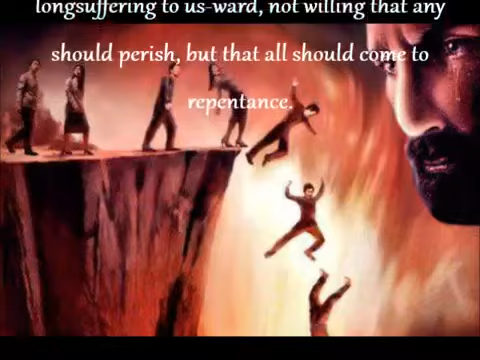 longsuffering to us-ward, not willing that any
should perish, but that all should come to
repentance.